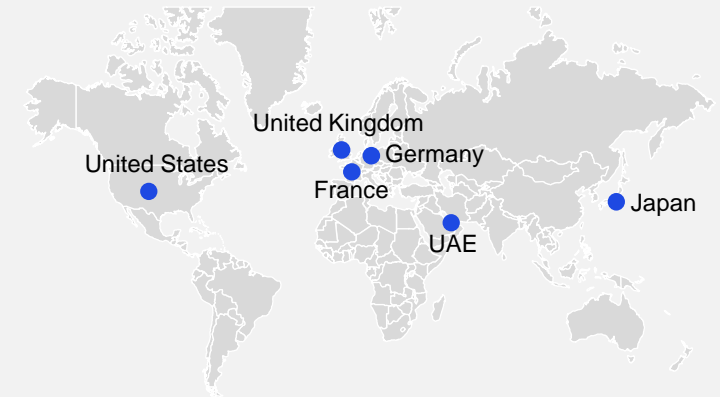 United Kingdom
United States
Germany
France
Japan
UAE